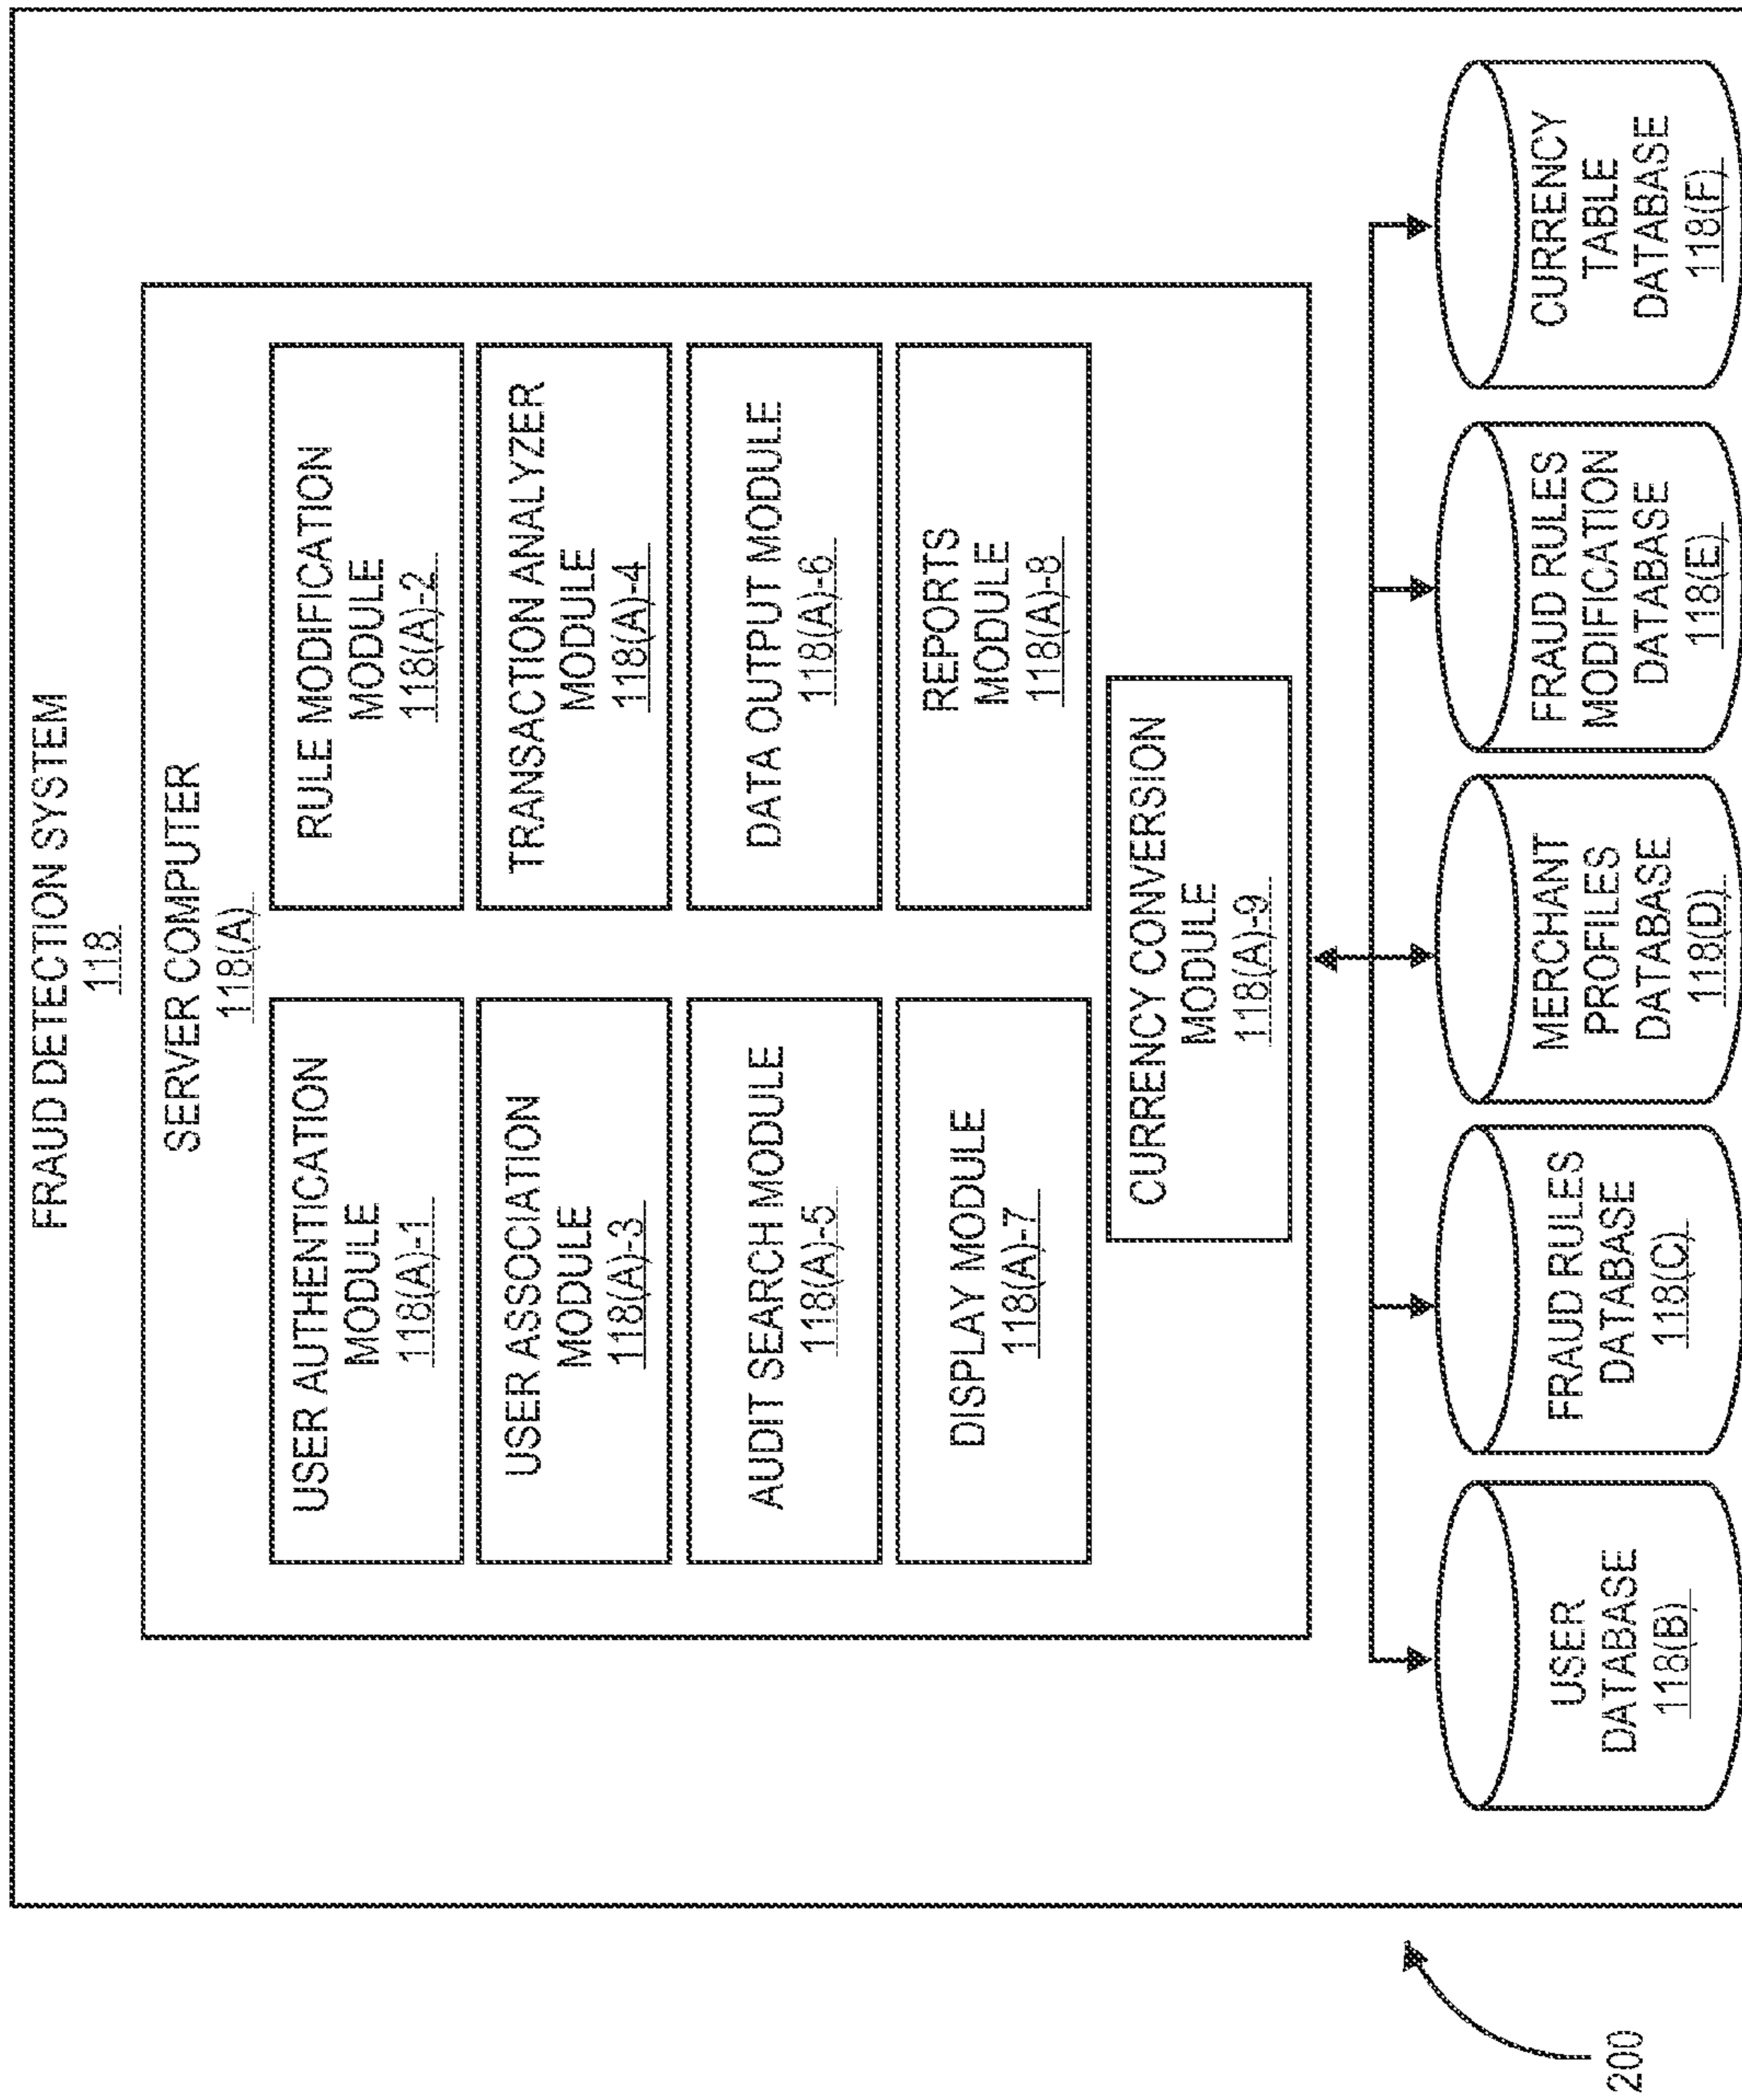 FRAUD DETECTION SYSTEM
118
SERVER COMPUTER
118(A)
USER AUTHENTICATION
MODULE
118(A)-1
RULE MODIFICATION
MODULE
118(A)-2
USER ASSOCIATION
MODULE
118(A)-3
TRANSACTION ANALYZER
MODULE
118(A)-4
AUDIT SEARCH MODULE
118(A)-5
DATA OUTPUT MODULE
118(A)-6
DISPLAY MODULE
118(A)-7
REPORTS
MODULE
118(A)-8
CURRENCY CONVERSION
MODULE
118(A)-9
USER
DATABASE
118(B)
FRAUD RULES
DATABASE
118(C)
MERCHANT
PROFILES
DATABASE
118(D)
FRAUD RULES
MODIFICATION
DATABASE
118(E)
CURRENCY
TABLE
DATABASE
118(F)
200